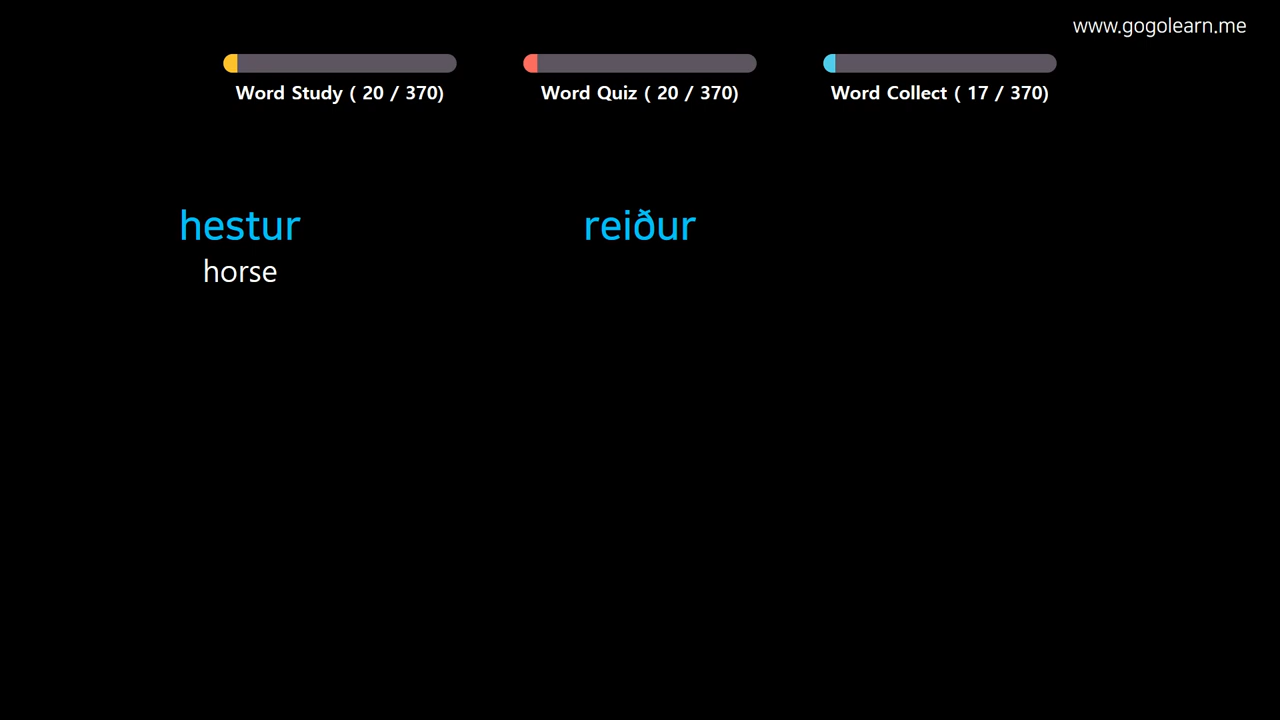 www.gogolearn.me
Word Study ( 20 / 370)
Word Quiz ( 20 / 370)
Word Collect ( 17 / 370)
hestur
horse
reiður